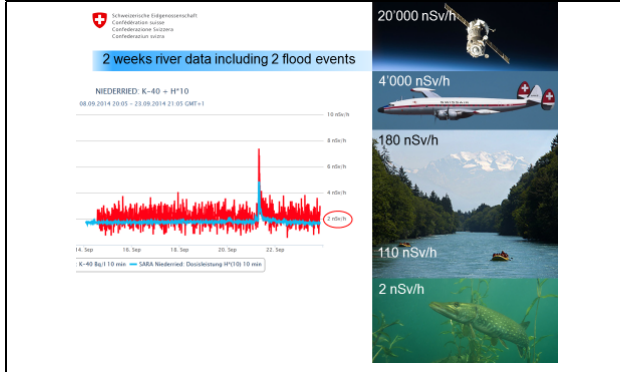 Schweizerische Eidgenossenschaft
Confédération suisse
Confederazione Svizzera
Confederaziun svizra
2 weeks river data including 2 flood events
NIEDERRIED: K-40 + H*10
08.09.2014 20:05 - 23.09.2014 21:05 GMT+1
10 nSv/h
8 nSv/h
6 nSv/h
4 nSv/h
2 nSv/h
14. Sep 16. Sep 18. Sep 20. Sep 22. Sep
K-40 Bq/l 10 min SARA Niederried: Dosisleistung H*(10) 10 min
20'000 nSv/h
4'000 nSv/h
180 nSv/h
110 nSv/h
2 nSv/h